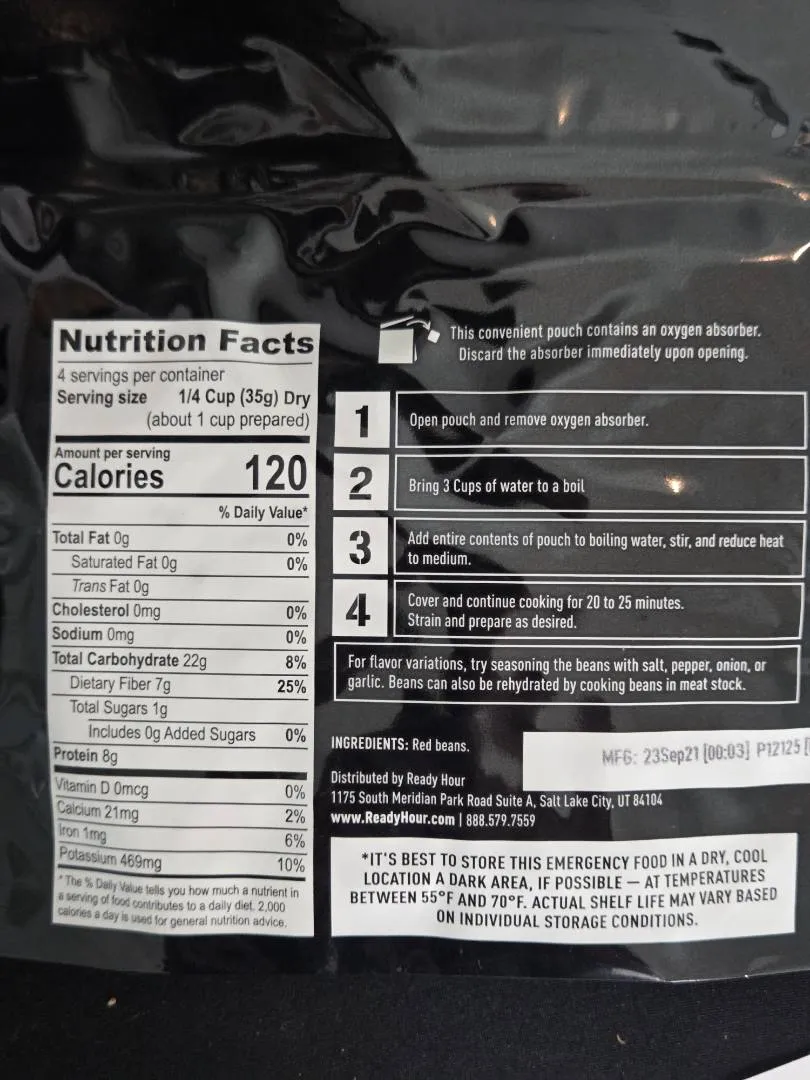 Nutrition Facts
4 servings per container
Serving size 1/4 Cup (35g) Dry
(about 1 cup prepared)
Amount per serving
Calories 120
% Daily Value*
Total Fat 0g 0%
Saturated Fat 0g 0%
Trans Fat 0g
Cholesterol 0mg 0%
Sodium 0mg 0%
Total Carbohydrate 22g 8%
Dietary Fiber 7g 25%
Total Sugars 1g
Includes 0g Added Sugars 0%
Protein 8g
Vitamin D 0mcg 0%
Calcium 21mg 2%
Iron 1mg 6%
Potassium 469mg 10%
* The % Daily Value tells you how much a nutrient in
a serving of food contributes to a daily diet. 2,000
calories a day is used for general nutrition advice.
This convenient pouch contains an oxygen absorber.
Discard the absorber immediately upon opening.
1 Open pouch and remove oxygen absorber.
2 Bring 3 Cups of water to a boil
3 Add entire contents of pouch to boiling water, stir, and reduce heat
to medium.
4 Cover and continue cooking for 20 to 25 minutes.
Strain and prepare as desired.
For flavor variations, try seasoning the beans with salt, pepper, onion, or
garlic. Beans can also be rehydrated by cooking beans in meat stock.
INGREDIENTS: Red beans.
MFG: 23Sep21 [00:03] P12125 [
Distributed by Ready Hour
1175 South Meridian Park Road Suite A, Salt Lake City, UT 84104
www.ReadyHour.com | 888.579.7559
*IT'S BEST TO STORE THIS EMERGENCY FOOD IN A DRY, COOL
LOCATION A DARK AREA, IF POSSIBLE — AT TEMPERATURES
BETWEEN 55°F AND 70°F. ACTUAL SHELF LIFE MAY VARY BASED
ON INDIVIDUAL STORAGE CONDITIONS.